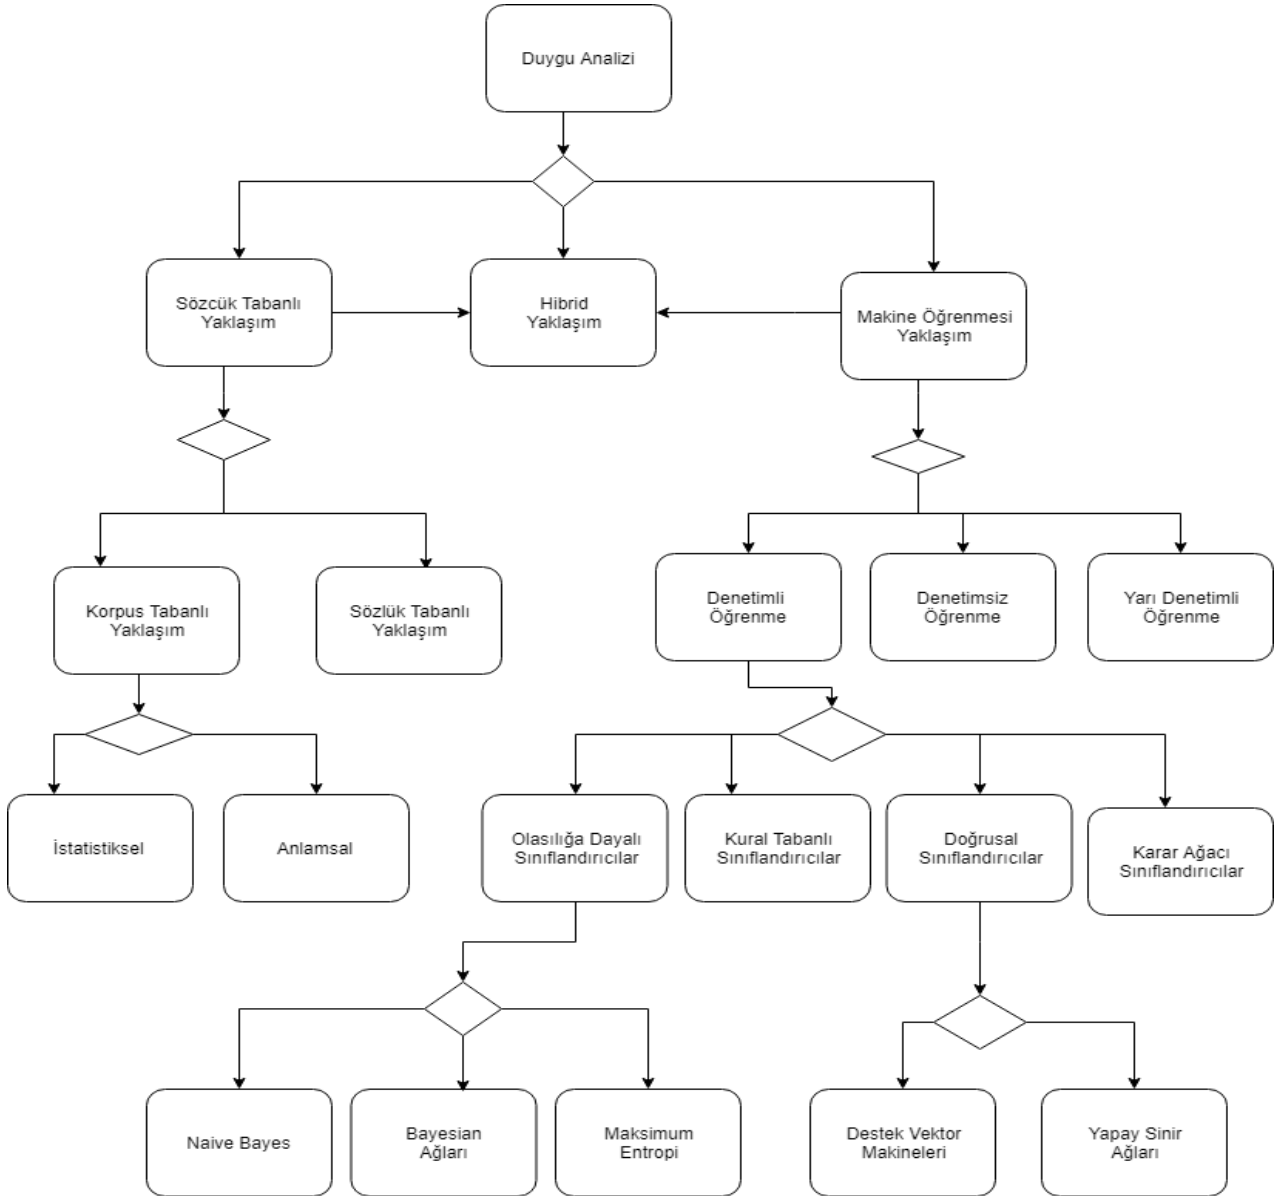 Duygu Analizi
Sözcük Tabanlı
Yaklaşım
Hibrid
Yaklaşım
Makine Öğrenmesi
Yaklaşım
Korpus Tabanlı
Yaklaşım
Sözlük Tabanlı
Yaklaşım
Denetimli
Öğrenme
Denetimsiz
Öğrenme
Yarı Denetimli
Öğrenme
İstatistiksel
Anlamsal
Olasılığa Dayalı
Sınıflandırıcılar
Kural Tabanlı
Sınıflandırıcılar
Doğrusal
Sınıflandırıcılar
Karar Ağacı
Sınıflandırıcılar
Naive Bayes
Bayesian
Ağları
Maksimum
Entropi
Destek Vektor
Makineleri
Yapay Sinir
Ağları